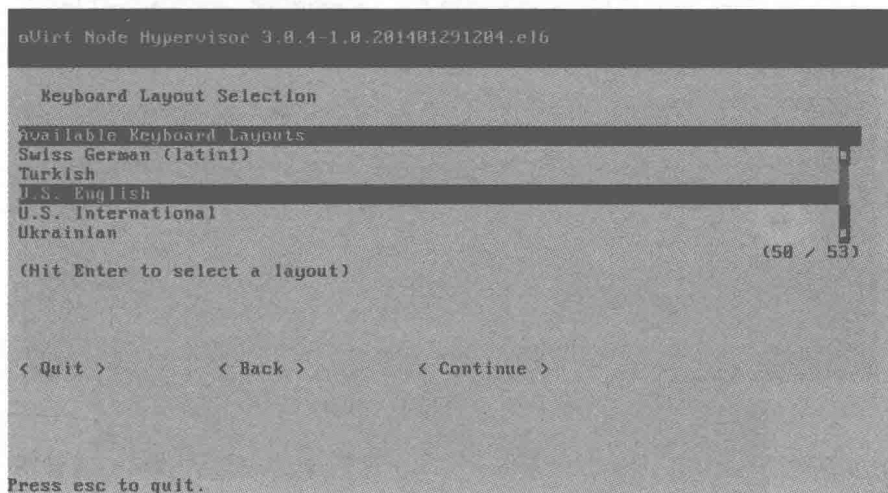 oVirt Node Hypervisor 3.0.4-1.0.201401291204.el6
Keyboard Layout Selection
Available Keyboard Layouts
Swiss German (latin1)
Turkish
U.S. English
U.S. International
Ukrainian
(50 / 53)
(Hit Enter to select a layout)
< Quit > < Back > < Continue >
Press esc to quit.